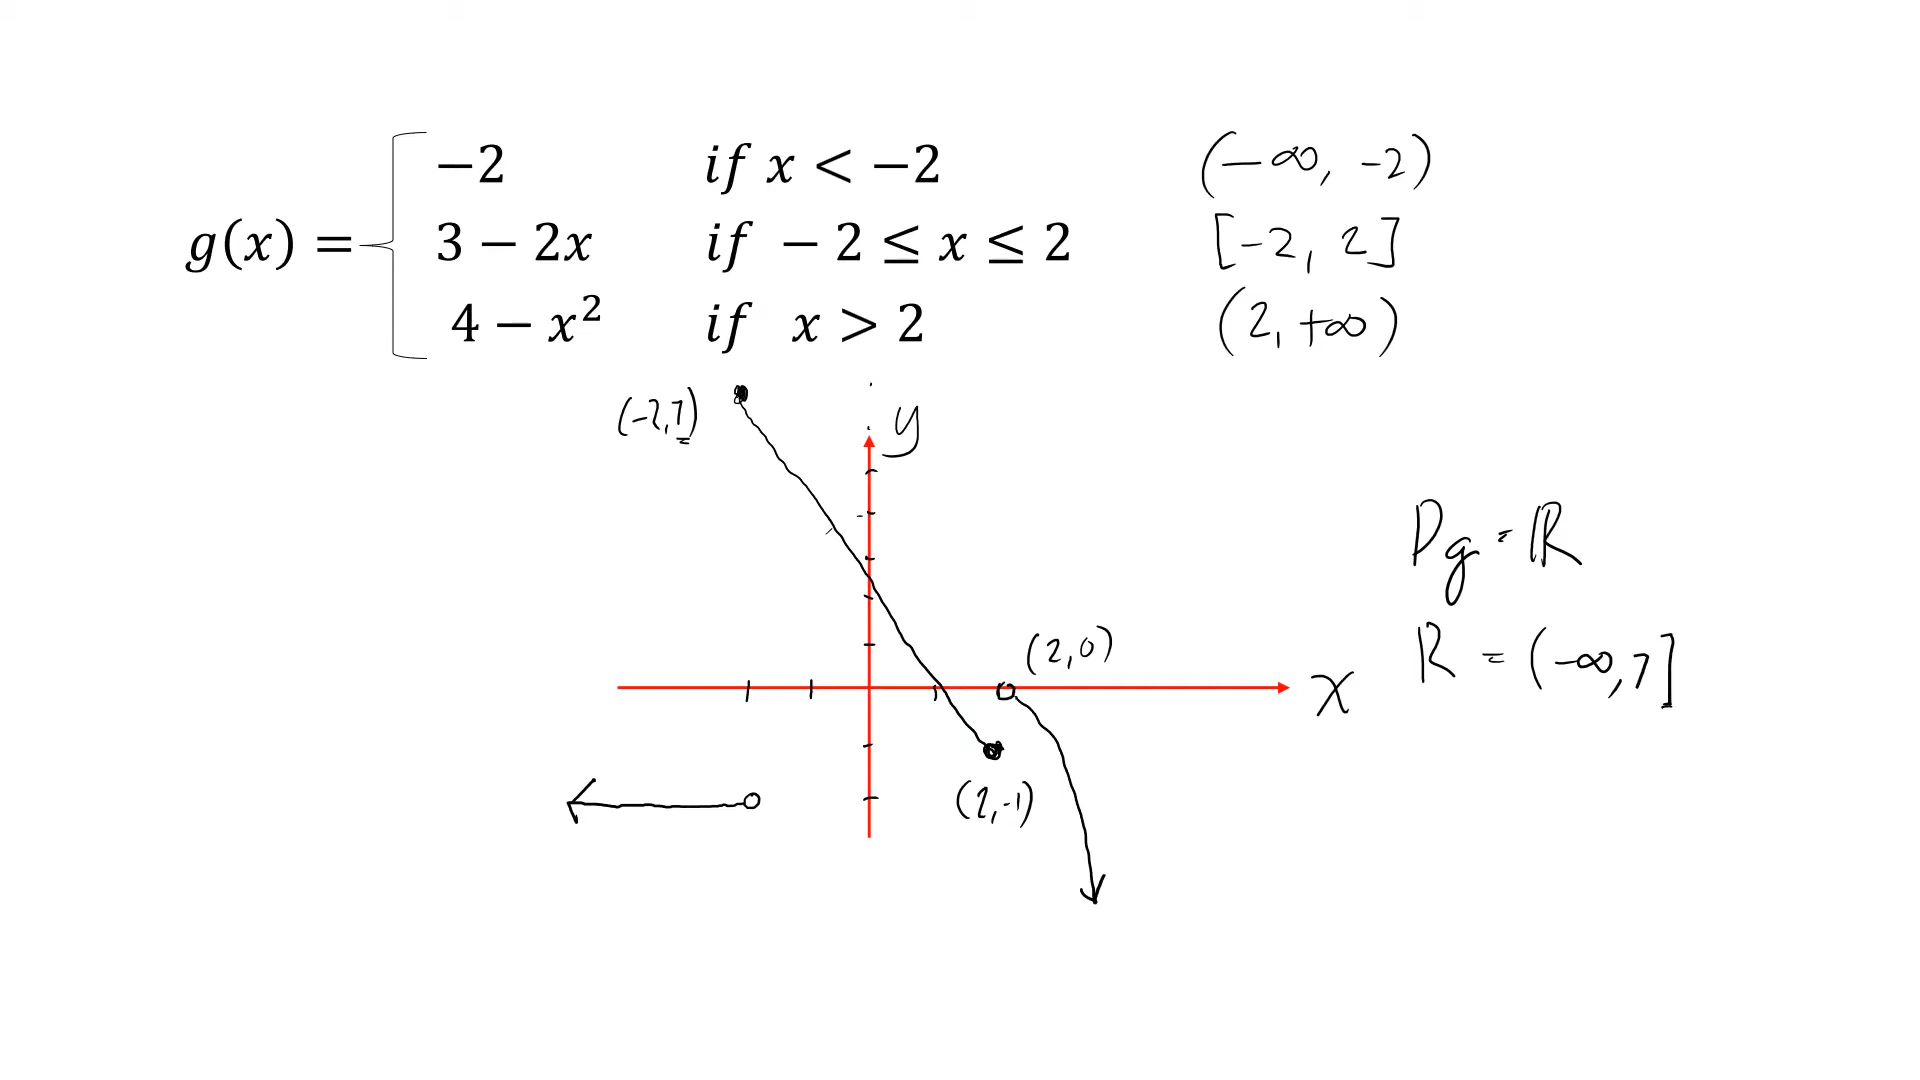 g(x) = { −2 if x < −2 (−∞, −2)
3 − 2x if −2 ≤ x ≤ 2 [−2, 2]
4 − x² if x > 2 (2, +∞)
(−2,7)
y
(2,0)
x
(2,−1)
Dg = ℝ
R = (−∞,7]